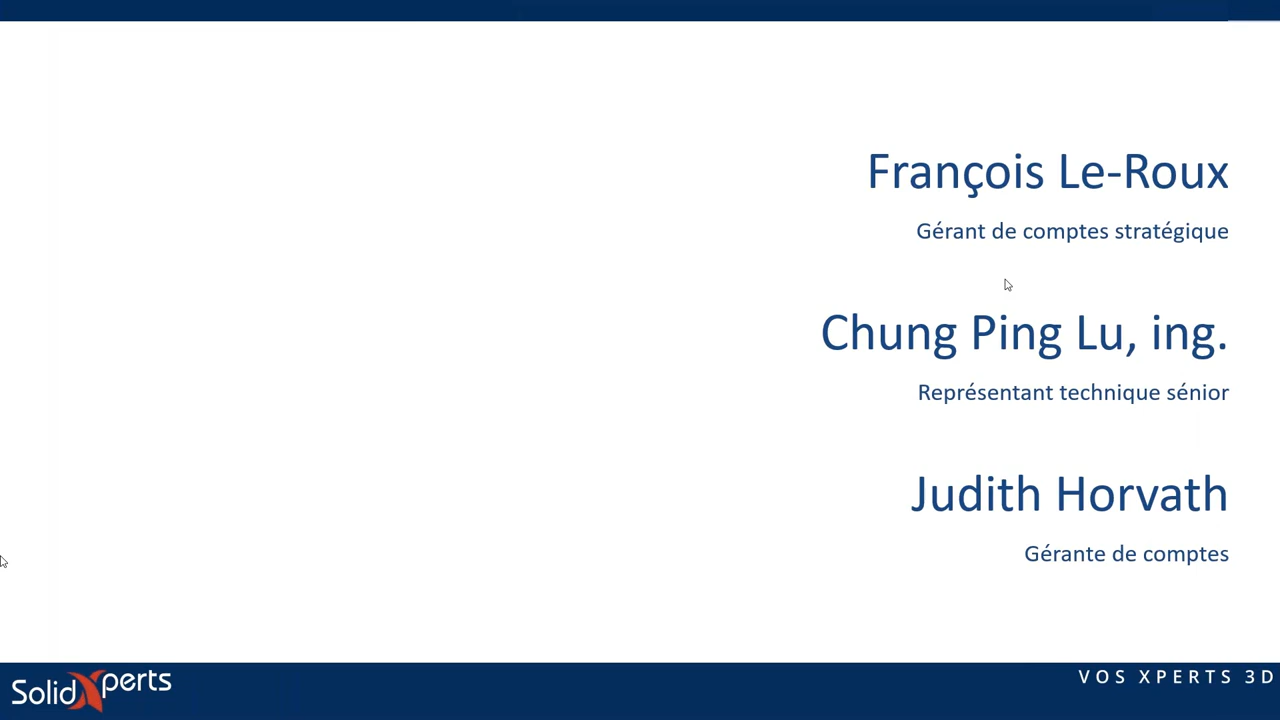 François Le-Roux
Gérant de comptes stratégique
Chung Ping Lu, ing.
Représentant technique sénior
Judith Horvath
Gérante de comptes
SolidXperts
VOS XPERTS 3D